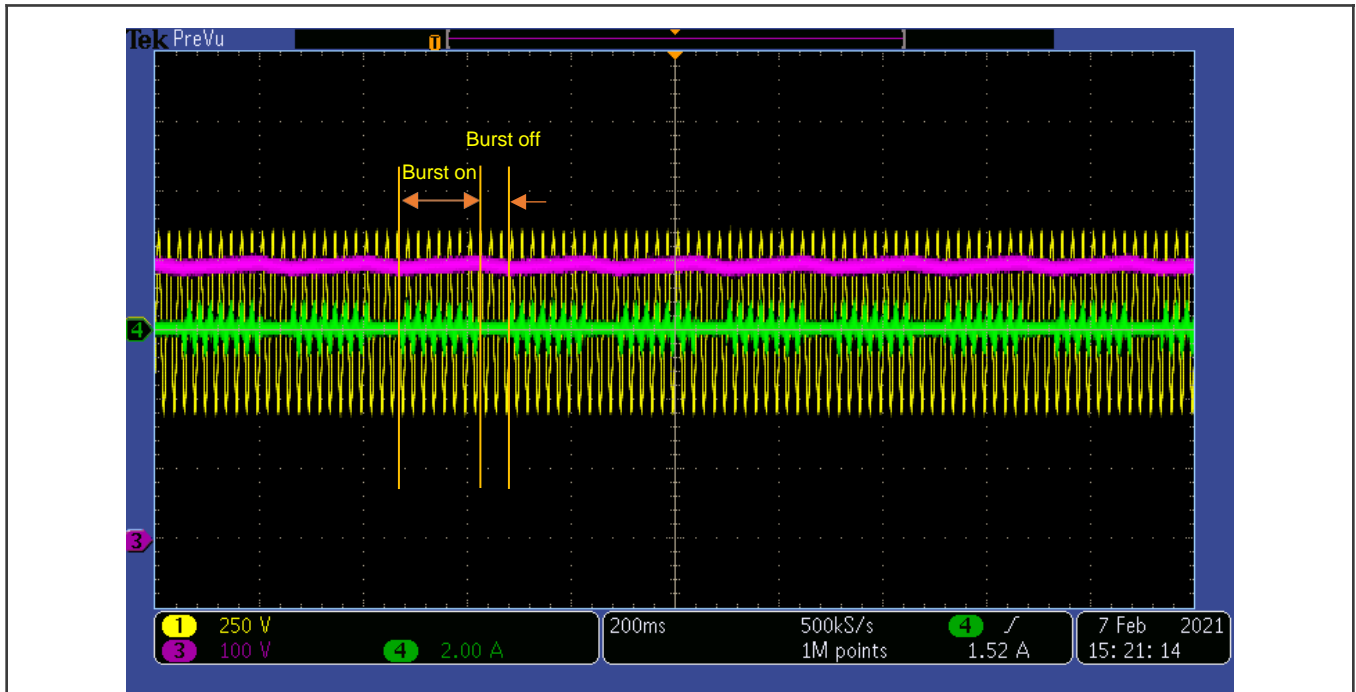 Tek PreVu
T
Burst off
Burst on
4
3
1 250 V
200ms 500kS/s 4 ∫ 7 Feb 2021
3 100 V 4 2.00 A
1M points 1.52 A 15: 21: 14